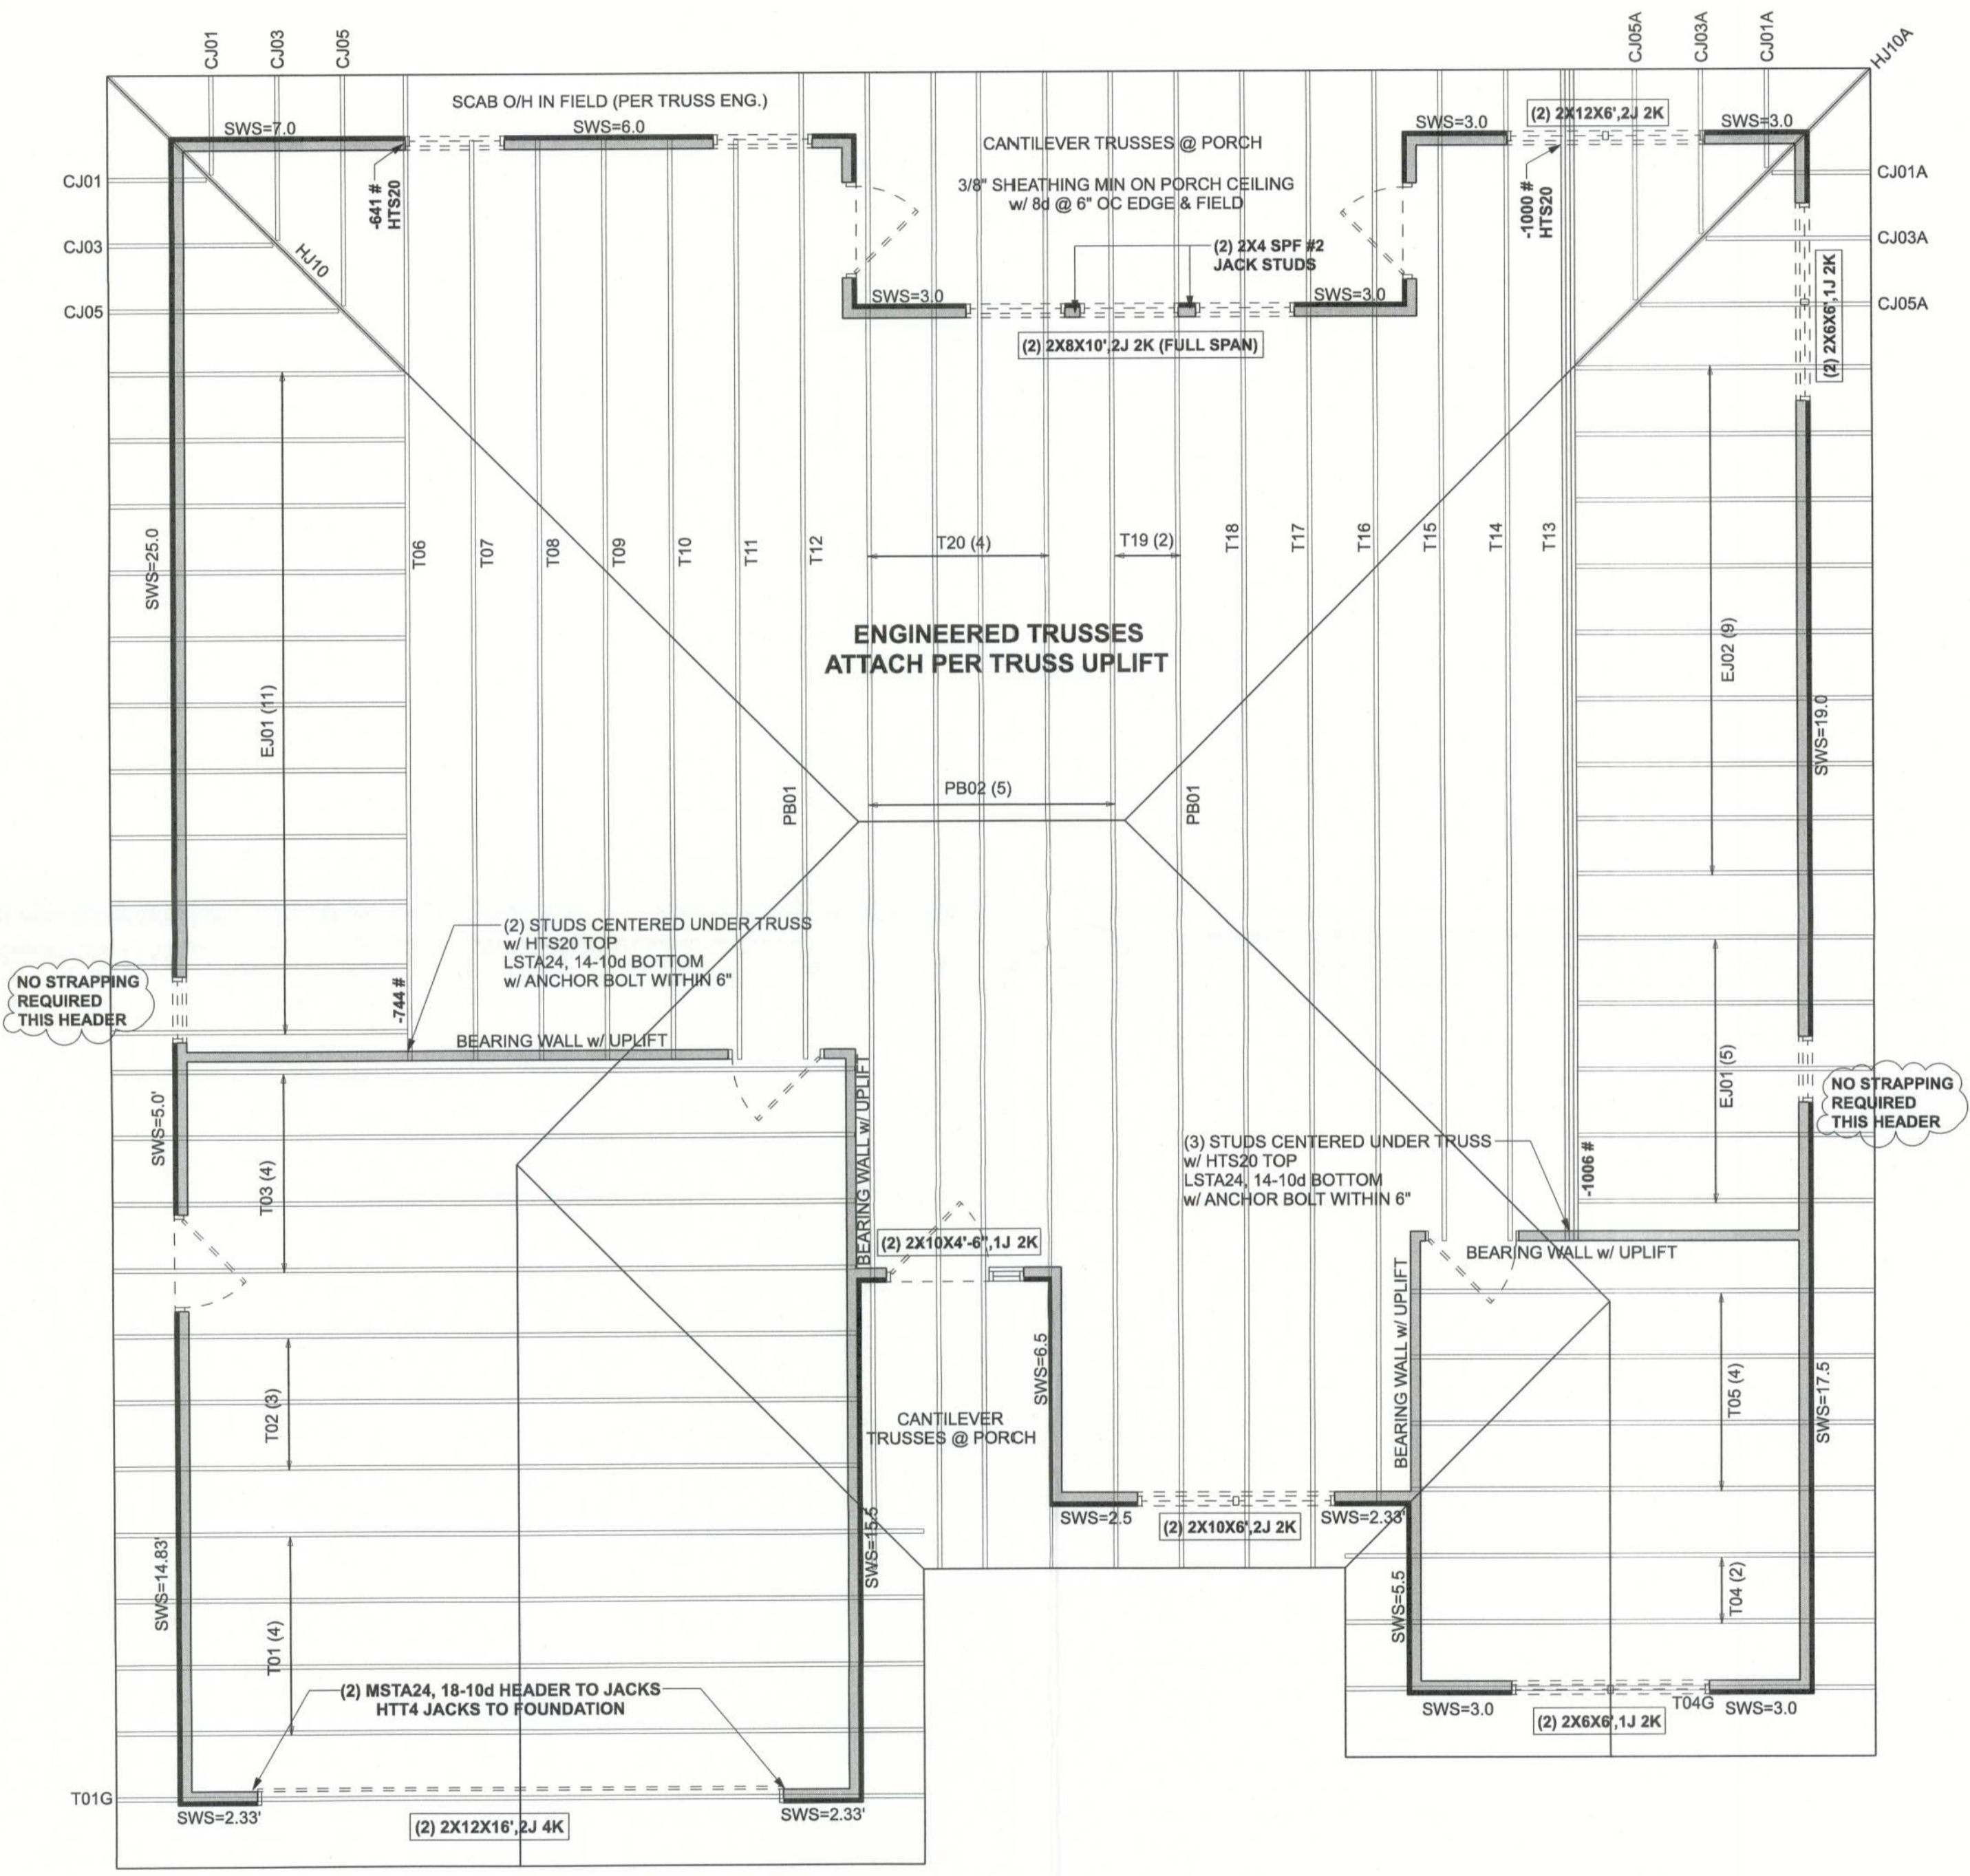 CJ01
CJ03
CJ05
CJ05A
CJ03A
CJ01A
HJ10A
SCAB O/H IN FIELD (PER TRUSS ENG.)
SWS=7.0
SWS=6.0
CANTILEVER TRUSSES @ PORCH
3/8" SHEATHING MIN ON PORCH CEILING
w/ 8d @ 6" OC EDGE & FIELD
SWS=3.0
(2) 2X12X6',2J 2K
SWS=3.0
CJ01
CJ03
CJ05
HJ10
-641 #
HTS20
(2) 2X4 SPF #2
JACK STUDS
SWS=3.0
SWS=3.0
(2) 2X8X10',2J 2K (FULL SPAN)
-1000 #
HTS20
CJ01A
CJ03A
CJ05A
(2) 2X6X6',1J 2K
SWS=25.0
T06
T07
T08
T09
T10
T11
T12
T20 (4)
T19 (2)
T18
T17
T16
T15
T14
T13
ENGINEERED TRUSSES
ATTACH PER TRUSS UPLIFT
EJ01 (11)
EJ02 (9)
SWS=19.0
PB01
PB02 (5)
PB01
(2) STUDS CENTERED UNDER TRUSS
w/ HTS20 TOP
LSTA24, 14-10d BOTTOM
w/ ANCHOR BOLT WITHIN 6"
NO STRAPPING
REQUIRED
THIS HEADER
-744 #
BEARING WALL w/ UPLIFT
BEARING WALL w/ UPLIFT
SWS=5.0'
T03 (4)
(3) STUDS CENTERED UNDER TRUSS
w/ HTS20 TOP
LSTA24, 14-10d BOTTOM
w/ ANCHOR BOLT WITHIN 6"
-1006 #
EJ01 (5)
NO STRAPPING
REQUIRED
THIS HEADER
(2) 2X10X4'-6",1J 2K
BEARING WALL w/ UPLIFT
BEARING WALL w/ UPLIFT
SWS=6.5
T02 (3)
CANTILEVER
TRUSSES @ PORCH
T05 (4)
SWS=17.5
SWS=2.5
(2) 2X10X6',2J 2K
SWS=2.33'
SWS=14.83'
SWS=15.5
T01 (4)
SWS=5.5
T04 (2)
(2) MSTA24, 18-10d HEADER TO JACKS
HTT4 JACKS TO FOUNDATION
SWS=3.0
(2) 2X6X6',1J 2K
T04G
SWS=3.0
T01G
SWS=2.33'
(2) 2X12X16',2J 4K
SWS=2.33'